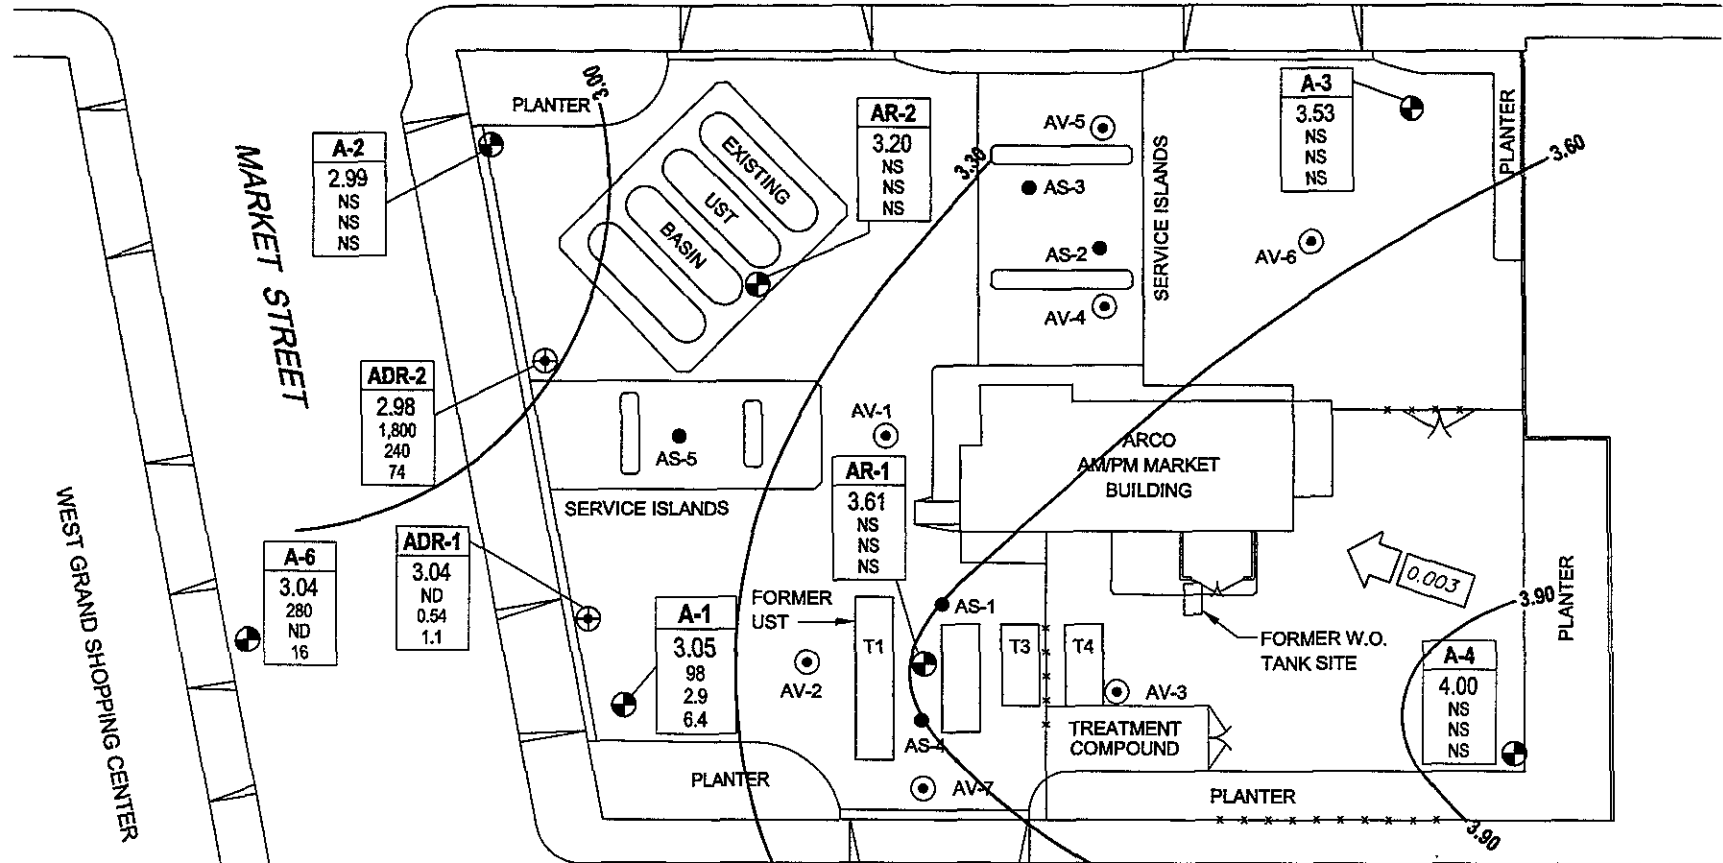 3.00
PLANTER
A-2
2.99
NS
NS
NS
MARKET STREET
EXISTING
UST
BASIN
AR-2
3.20
NS
NS
NS
3.30
AV-5
AS-3
AS-2
AV-4
SERVICE ISLANDS
A-3
3.53
NS
NS
NS
AV-6
PLANTER
3.60
ADR-2
2.98
1,800
240
74
AS-5
SERVICE ISLANDS
AV-1
AR-1
3.61
NS
NS
NS
ARCO
AM/PM MARKET
BUILDING
WEST GRAND SHOPPING CENTER
A-6
3.04
280
ND
16
ADR-1
3.04
ND
0.54
1.1
A-1
3.05
98
2.9
6.4
FORMER
UST
T1
AV-2
AS-1
AS-4
T3
T4
AV-3
TREATMENT
COMPOUND
0.003
FORMER W.O.
TANK SITE
3.90
PLANTER
A-4
4.00
NS
NS
NS
PLANTER
AV-7
PLANTER
3.90